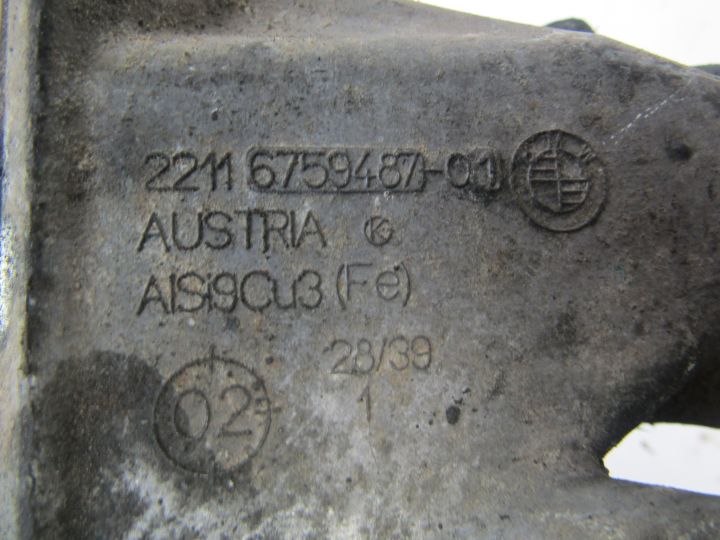 2211 6759487-01
AUSTRIA
AlSi9Cu3 (Fe)
28/39
02
1